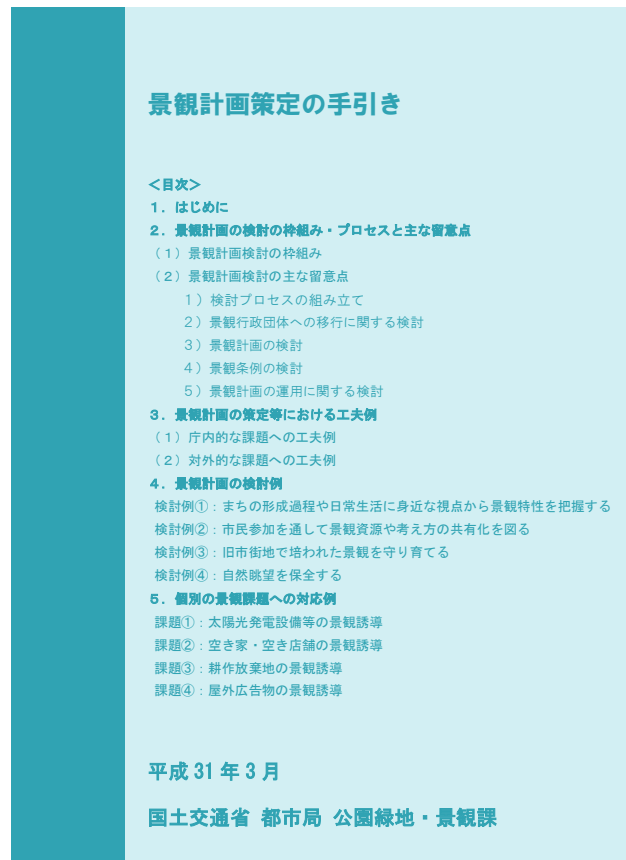 景観計画策定の手引き
＜目次＞
１．はじめに
２．景観計画の検討の枠組み・プロセスと主な留意点
（１）景観計画検討の枠組み
（２）景観計画検討の主な留意点
１）検討プロセスの組み立て
２）景観行政団体への移行に関する検討
３）景観計画の検討
４）景観条例の検討
５）景観計画の運用に関する検討
３．景観計画の策定等における工夫例
（１）庁内的な課題への工夫例
（２）対外的な課題への工夫例
４．景観計画の検討例
検討例①：まちの形成過程や日常生活に身近な視点から景観特性を把握する
検討例②：市民参加を通して景観資源や考え方の共有化を図る
検討例③：旧市街地で培われた景観を守り育てる
検討例④：自然眺望を保全する
５．個別の景観課題への対応例
課題①：太陽光発電設備等の景観誘導
課題②：空き家・空き店舗の景観誘導
課題③：耕作放棄地の景観誘導
課題④：屋外広告物の景観誘導
平成 31 年 3 月
国土交通省 都市局 公園緑地・景観課